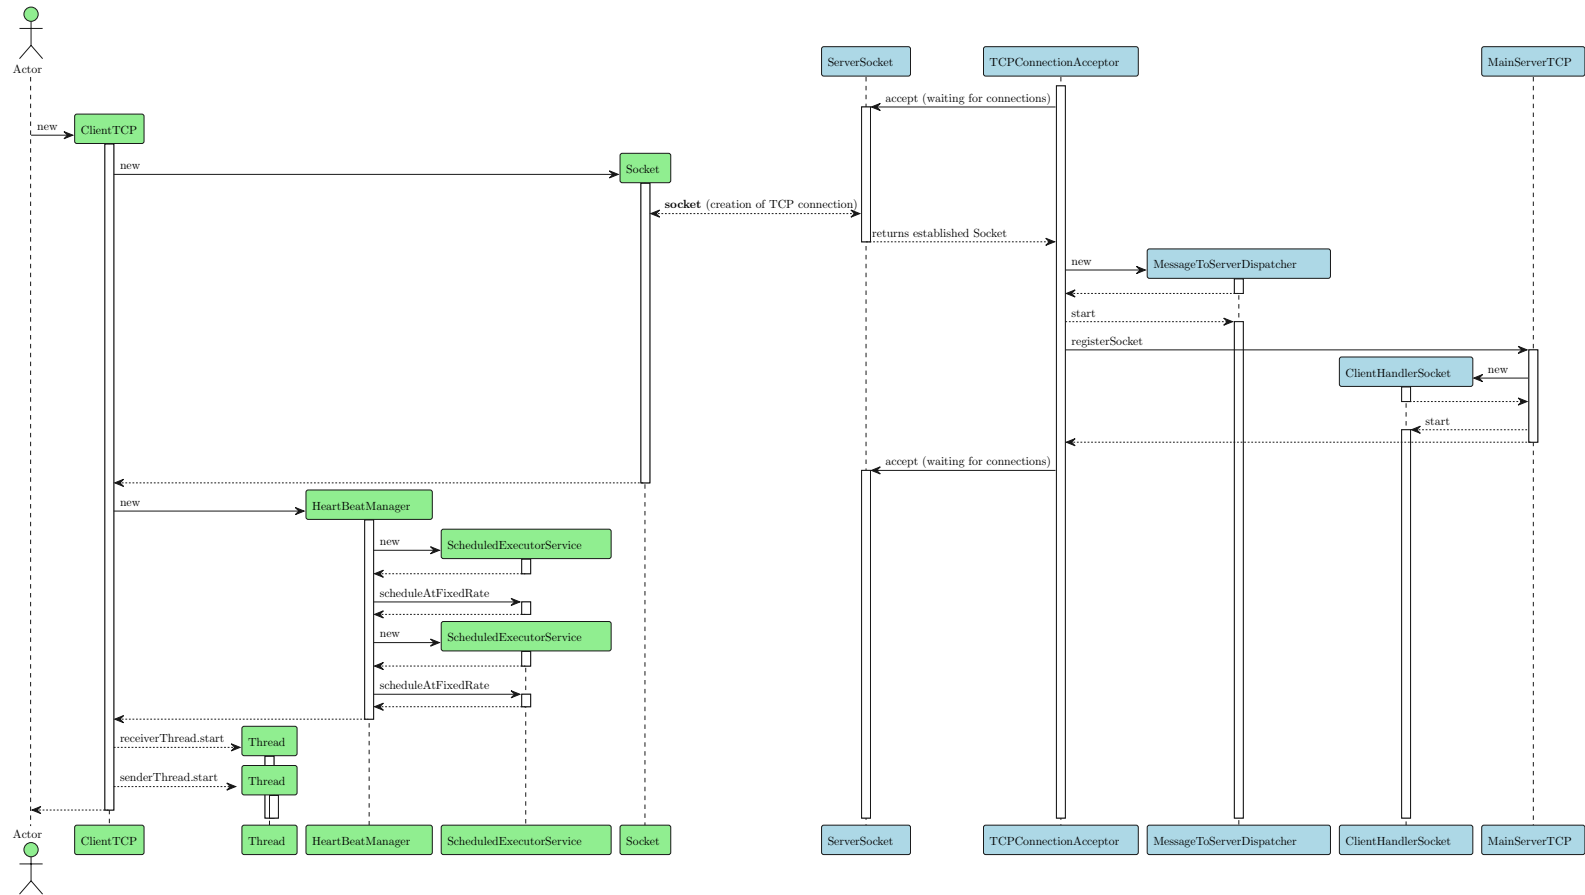 Actor
ServerSocket
TCPConnectionAcceptor
MainServerTCP
accept (waiting for connections)
new
ClientTCP
new
Socket
socket (creation of TCP connection)
returns established Socket
new
MessageToServerDispatcher
start
registerSocket
ClientHandlerSocket
new
start
accept (waiting for connections)
new
HeartBeatManager
new
ScheduledExecutorService
scheduleAtFixedRate
new
ScheduledExecutorService
scheduleAtFixedRate
receiverThread.start
Thread
senderThread.start
Thread
Actor
ClientTCP
Thread
HeartBeatManager
ScheduledExecutorService
Socket
ServerSocket
TCPConnectionAcceptor
MessageToServerDispatcher
ClientHandlerSocket
MainServerTCP